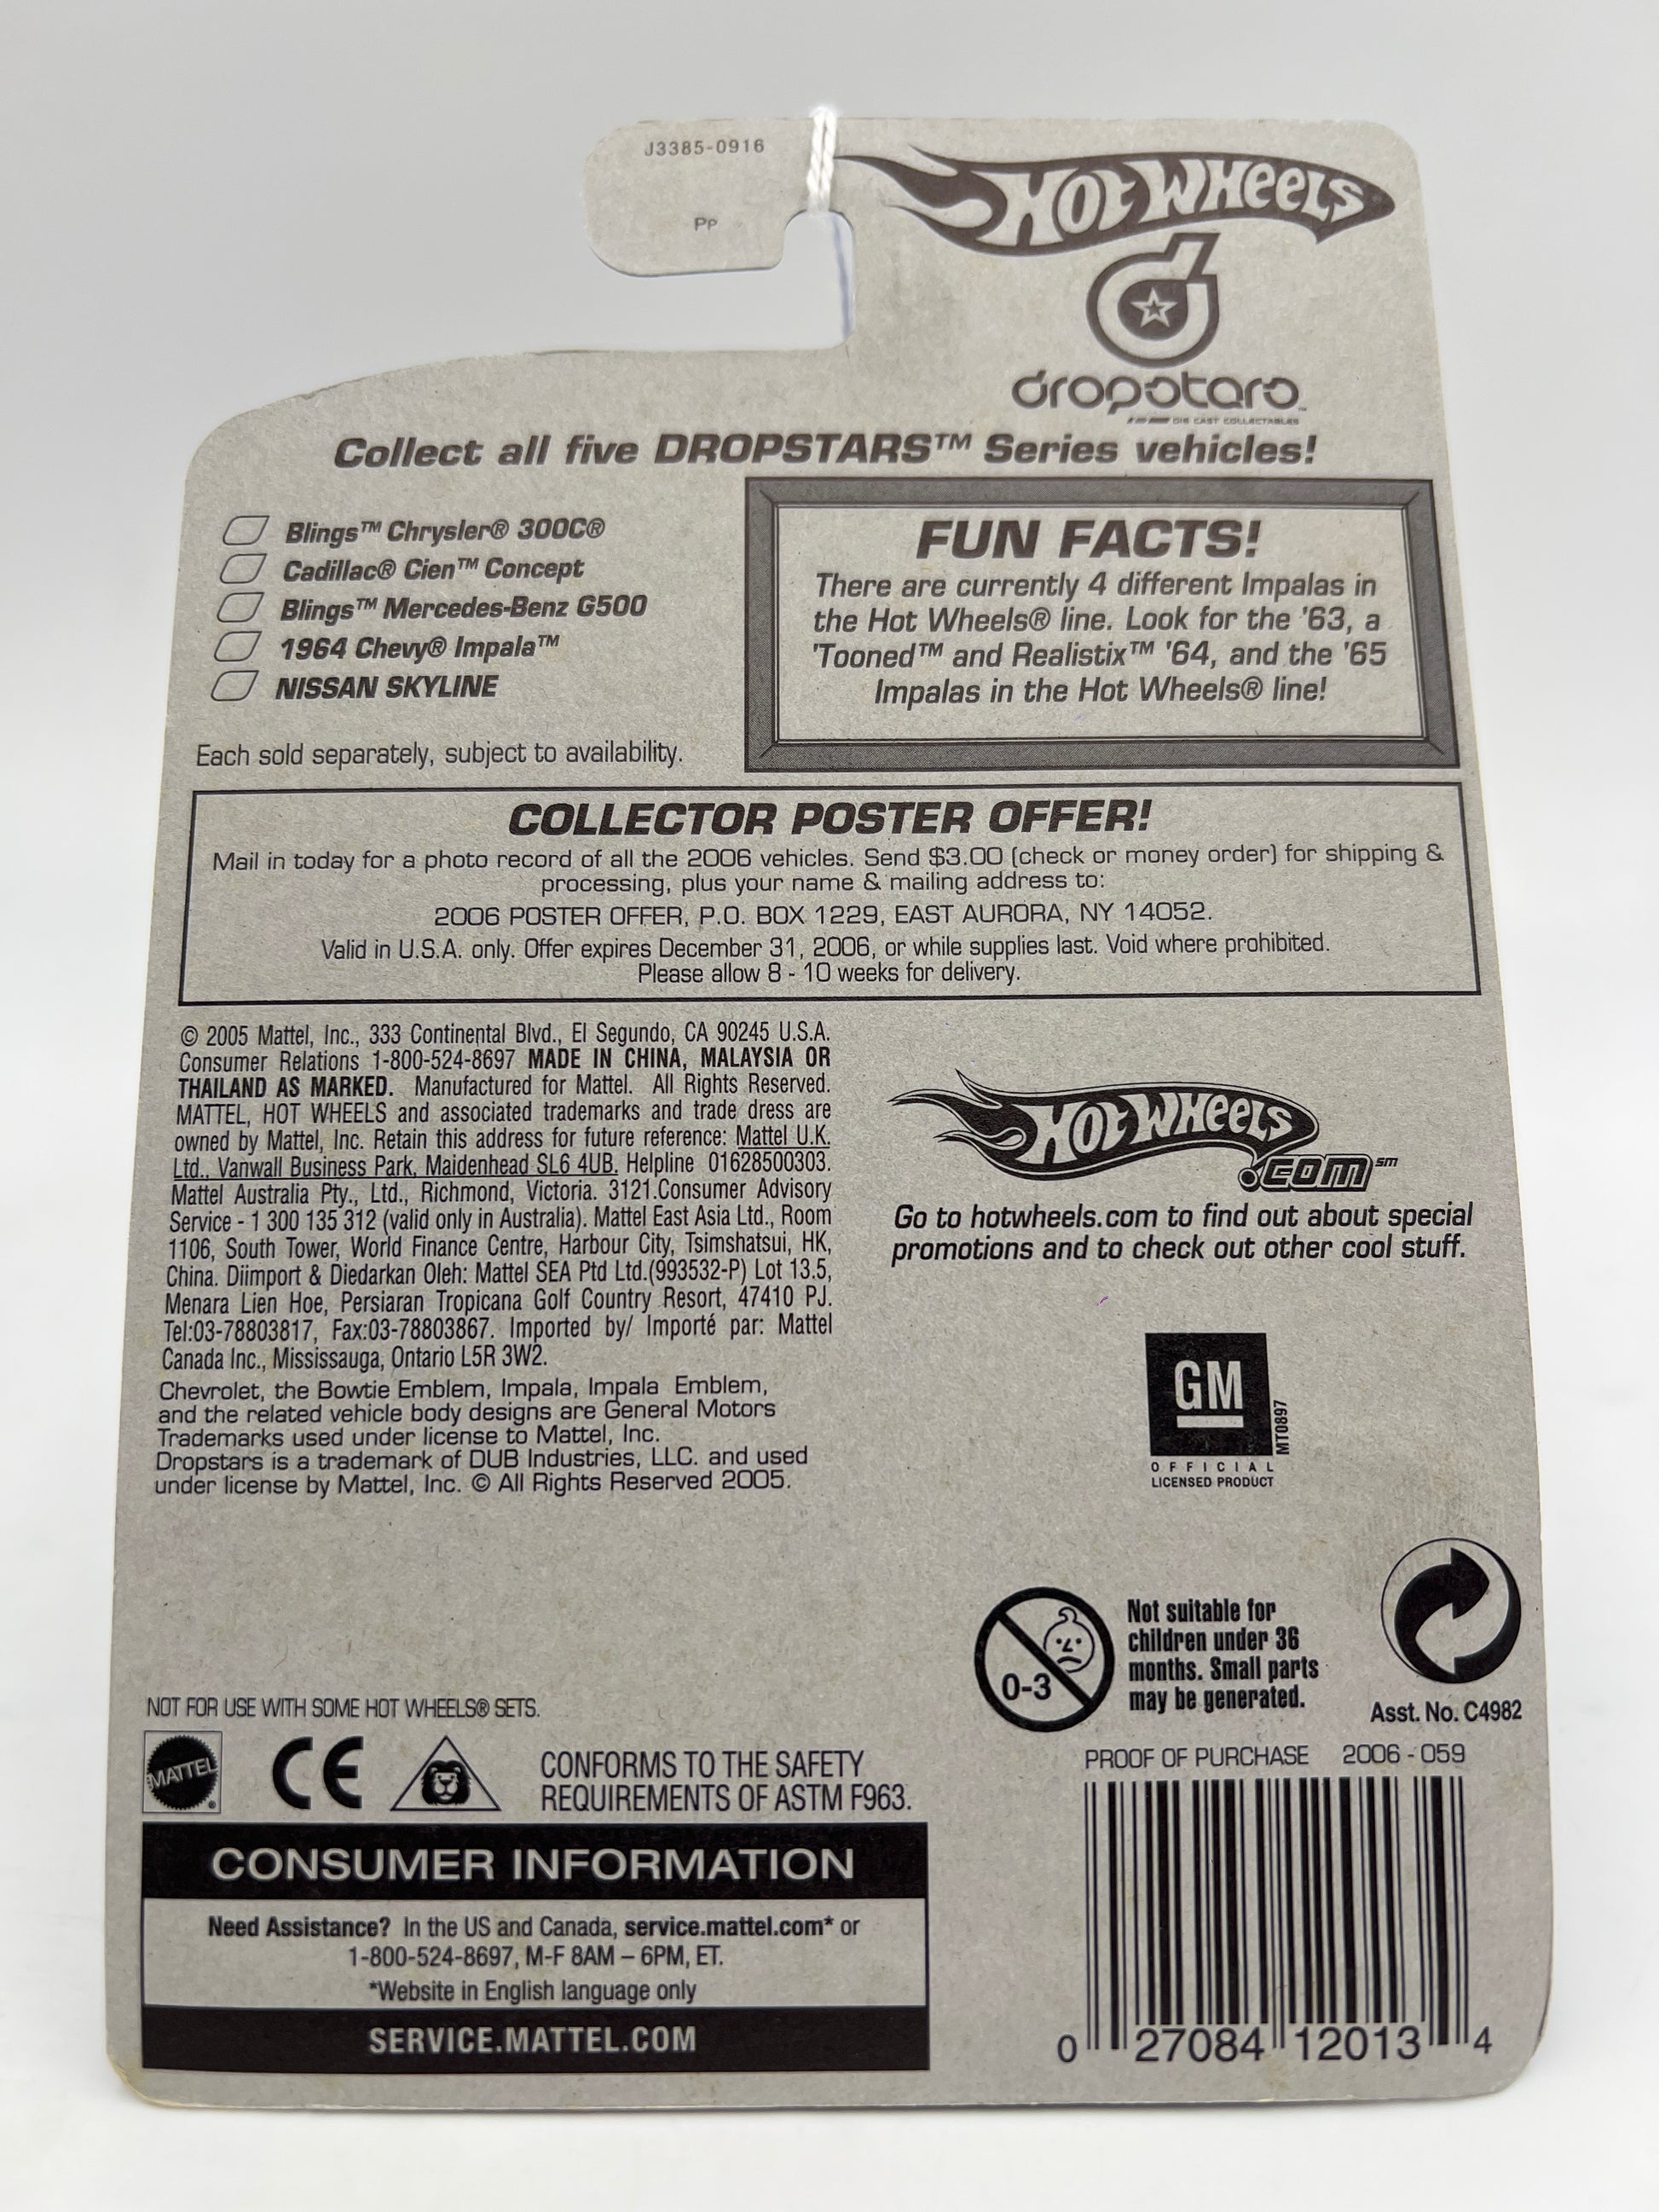 J3385-0916
Pp
HOT WHEELS
dropstars™
DIE CAST COLLECTABLES
Collect all five DROPSTARS™ Series vehicles!
Blings™ Chrysler® 300C®
Cadillac® Cien™ Concept
Blings™ Mercedes-Benz G500
1964 Chevy® Impala™
NISSAN SKYLINE
Each sold separately, subject to availability.
FUN FACTS!
There are currently 4 different Impalas in
the Hot Wheels® line. Look for the '63, a
'Tooned™ and Realistix™ '64, and the '65
Impalas in the Hot Wheels® line!
COLLECTOR POSTER OFFER!
Mail in today for a photo record of all the 2006 vehicles. Send $3.00 (check or money order) for shipping &
processing, plus your name & mailing address to:
2006 POSTER OFFER, P.O. BOX 1229, EAST AURORA, NY 14052.
Valid in U.S.A. only. Offer expires December 31, 2006, or while supplies last. Void where prohibited.
Please allow 8 - 10 weeks for delivery.
© 2005 Mattel, Inc., 333 Continental Blvd., El Segundo, CA 90245 U.S.A.
Consumer Relations 1-800-524-8697 MADE IN CHINA, MALAYSIA OR
THAILAND AS MARKED. Manufactured for Mattel. All Rights Reserved.
MATTEL, HOT WHEELS and associated trademarks and trade dress are
owned by Mattel, Inc. Retain this address for future reference: Mattel U.K.
Ltd., Vanwall Business Park, Maidenhead SL6 4UB. Helpline 01628500303.
Mattel Australia Pty., Ltd., Richmond, Victoria. 3121.Consumer Advisory
Service - 1 300 135 312 (valid only in Australia). Mattel East Asia Ltd., Room
1106, South Tower, World Finance Centre, Harbour City, Tsimshatsui, HK,
China. Diimport & Diedarkan Oleh: Mattel SEA Ptd Ltd.(993532-P) Lot 13.5,
Menara Lien Hoe, Persiaran Tropicana Golf Country Resort, 47410 PJ.
Tel:03-78803817, Fax:03-78803867. Imported by/ Importé par: Mattel
Canada Inc., Mississauga, Ontario L5R 3W2.
Chevrolet, the Bowtie Emblem, Impala, Impala Emblem,
and the related vehicle body designs are General Motors
Trademarks used under license to Mattel, Inc.
Dropstars is a trademark of DUB Industries, LLC. and used
under license by Mattel, Inc. © All Rights Reserved 2005.
HOT WHEELS
.com℠
Go to hotwheels.com to find out about special
promotions and to check out other cool stuff.
GM
MT0897
OFFICIAL
LICENSED PRODUCT
0-3
Not suitable for
children under 36
months. Small parts
may be generated.
Asst. No. C4982
NOT FOR USE WITH SOME HOT WHEELS® SETS.
MATTEL®
CE
CONFORMS TO THE SAFETY
REQUIREMENTS OF ASTM F963.
PROOF OF PURCHASE 2006 - 059
0 27084 12013 4
CONSUMER INFORMATION
Need Assistance? In the US and Canada, service.mattel.com* or
1-800-524-8697, M-F 8AM – 6PM, ET.
*Website in English language only
SERVICE.MATTEL.COM